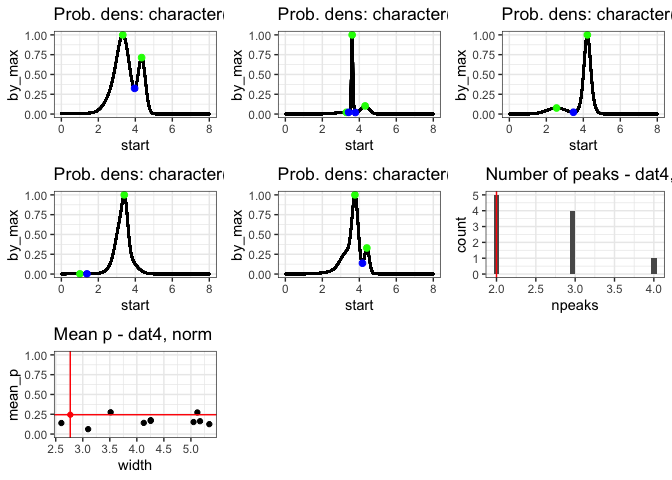 Prob. dens: character(
by_max
1.00
0.75
0.50
0.25
0.00
0 2 4 6 8
start
Prob. dens: character(
by_max
1.00
0.75
0.50
0.25
0.00
0 2 4 6 8
start
Prob. dens: character(
by_max
1.00
0.75
0.50
0.25
0.00
0 2 4 6 8
start
Prob. dens: character(
by_max
1.00
0.75
0.50
0.25
0.00
0 2 4 6 8
start
Prob. dens: character(
by_max
1.00
0.75
0.50
0.25
0.00
0 2 4 6 8
start
Number of peaks - dat4,
count
5
4
3
2
1
0
2.0 2.5 3.0 3.5 4.0
npeaks
Mean p - dat4, norm
mean_p
1.00
0.75
0.50
0.25
0.00
2.5 3.0 3.5 4.0 4.5 5.0
width